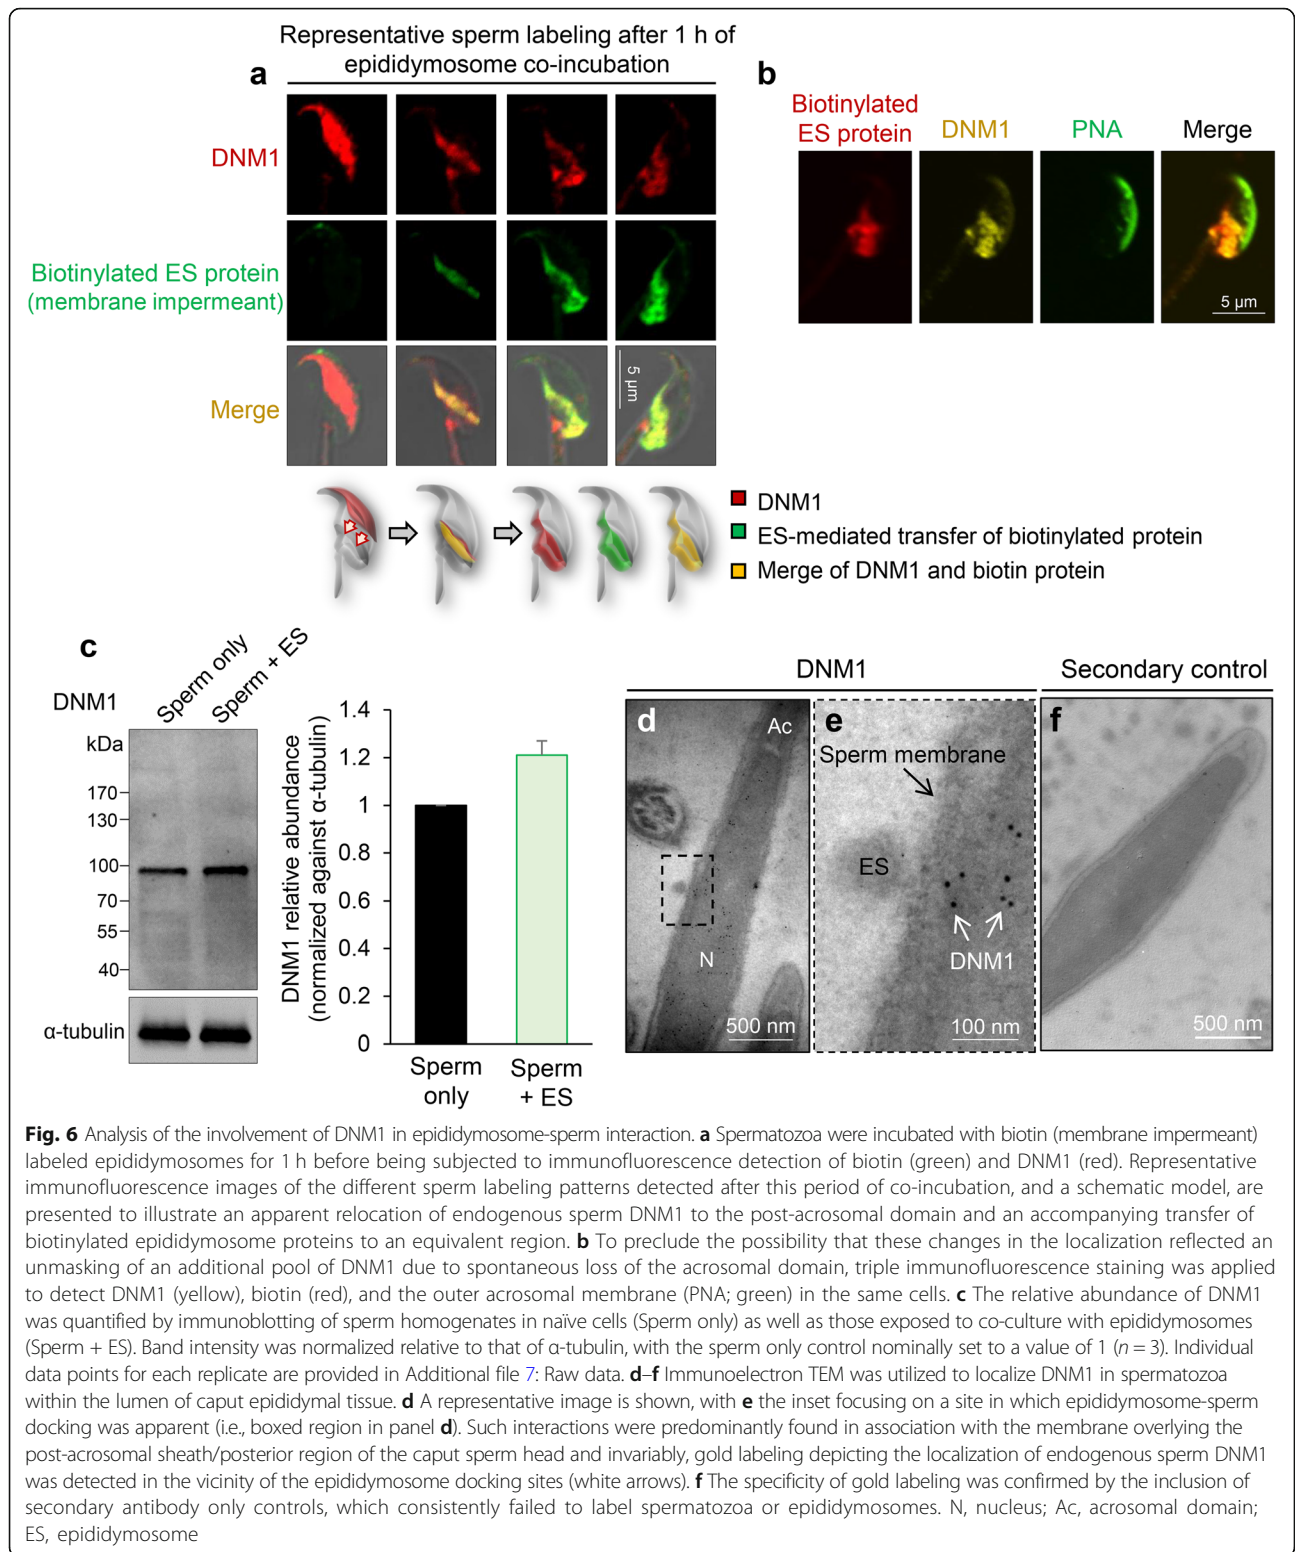 Representative sperm labeling after 1 h of
epididymosome co-incubation
a
DNM1
Biotinylated ES protein
(membrane impermeant)
Merge
5 µm
DNM1
ES-mediated transfer of biotinylated protein
Merge of DNM1 and biotin protein
b
Biotinylated
ES protein
DNM1
PNA
Merge
5 µm
c
DNM1
Sperm only
Sperm + ES
kDa
170
130
100
70
55
40
α-tubulin
DNM1 relative abundance
(normalized against α-tubulin)
1.4
1.2
1
0.8
0.6
0.4
0.2
0
Sperm
only
Sperm
+ ES
DNM1
Secondary control
d
Ac
N
500 nm
e
Sperm membrane
ES
DNM1
100 nm
f
500 nm
Fig. 6 Analysis of the involvement of DNM1 in epididymosome-sperm interaction. a Spermatozoa were incubated with biotin (membrane impermeant)
labeled epididymosomes for 1 h before being subjected to immunofluorescence detection of biotin (green) and DNM1 (red). Representative
immunofluorescence images of the different sperm labeling patterns detected after this period of co-incubation, and a schematic model, are
presented to illustrate an apparent relocation of endogenous sperm DNM1 to the post-acrosomal domain and an accompanying transfer of
biotinylated epididymosome proteins to an equivalent region. b To preclude the possibility that these changes in the localization reflected an
unmasking of an additional pool of DNM1 due to spontaneous loss of the acrosomal domain, triple immunofluorescence staining was applied
to detect DNM1 (yellow), biotin (red), and the outer acrosomal membrane (PNA; green) in the same cells. c The relative abundance of DNM1
was quantified by immunoblotting of sperm homogenates in naïve cells (Sperm only) as well as those exposed to co-culture with epididymosomes
(Sperm + ES). Band intensity was normalized relative to that of α-tubulin, with the sperm only control nominally set to a value of 1 (n = 3). Individual
data points for each replicate are provided in Additional file 7: Raw data. d–f Immunoelectron TEM was utilized to localize DNM1 in spermatozoa
within the lumen of caput epididymal tissue. d A representative image is shown, with e the inset focusing on a site in which epididymosome-sperm
docking was apparent (i.e., boxed region in panel d). Such interactions were predominantly found in association with the membrane overlying the
post-acrosomal sheath/posterior region of the caput sperm head and invariably, gold labeling depicting the localization of endogenous sperm DNM1
was detected in the vicinity of the epididymosome docking sites (white arrows). f The specificity of gold labeling was confirmed by the inclusion of
secondary antibody only controls, which consistently failed to label spermatozoa or epididymosomes. N, nucleus; Ac, acrosomal domain;
ES, epididymosome